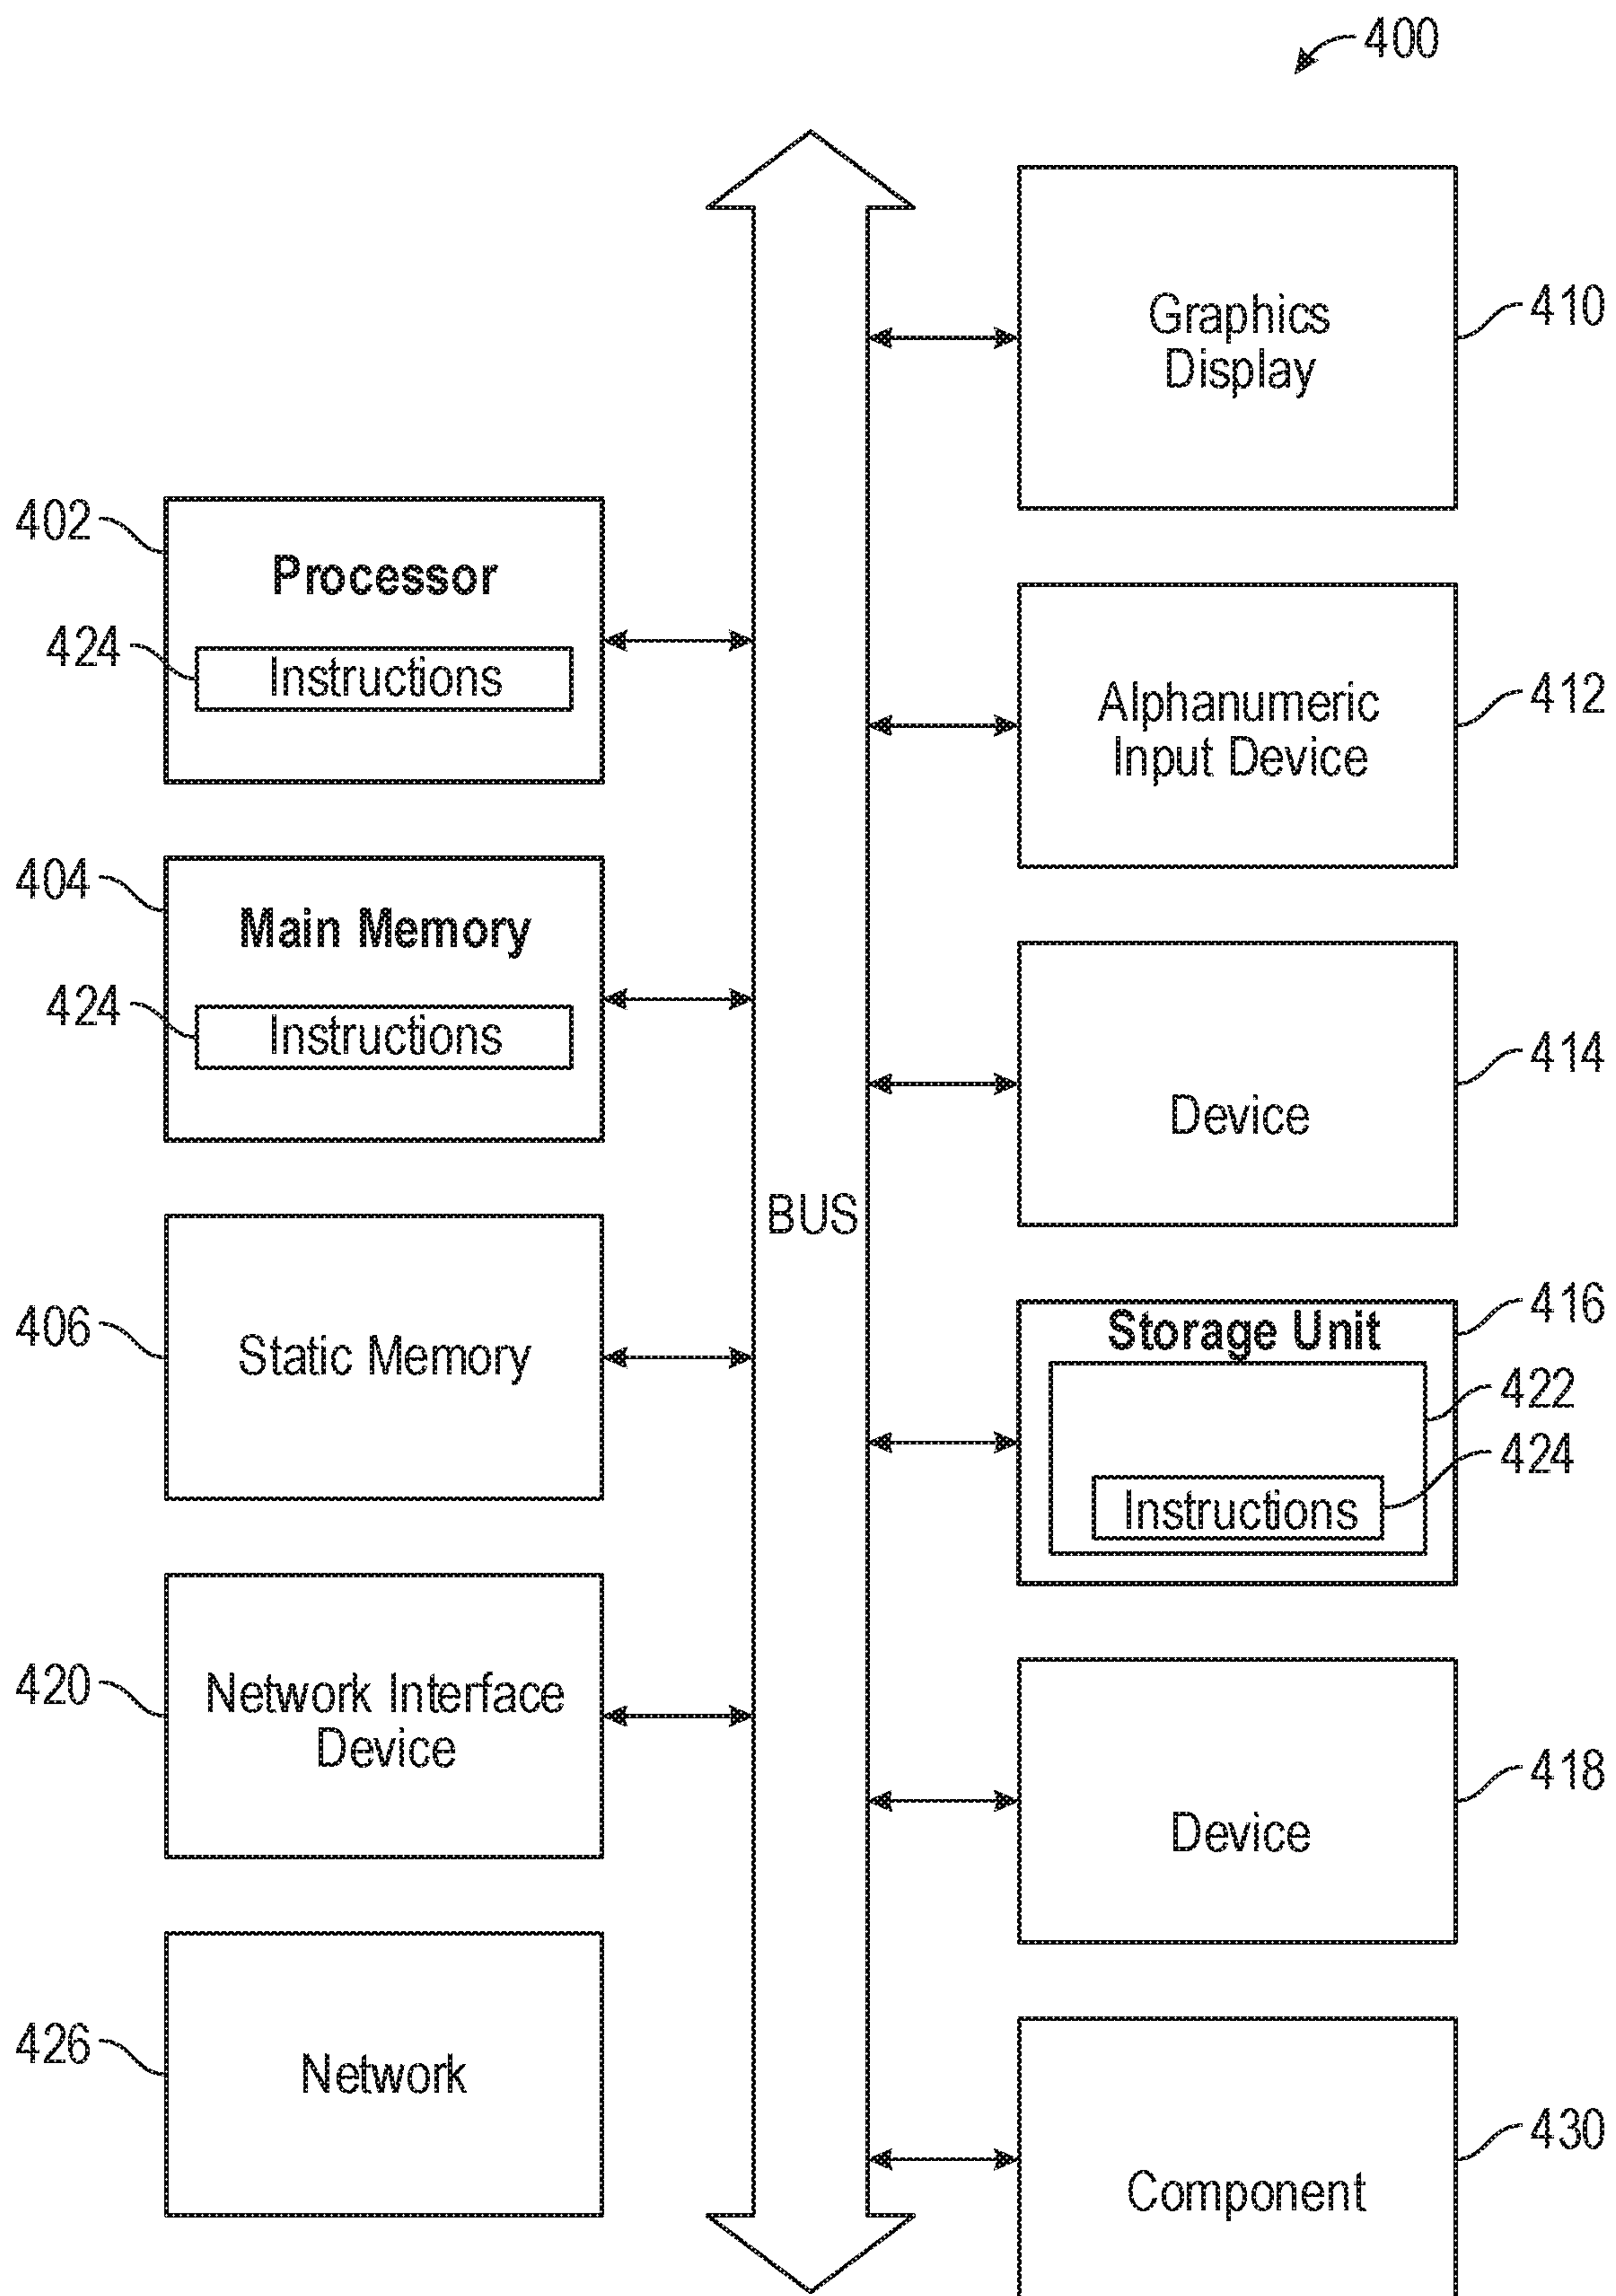 400
Graphics
Display
410
402
Processor
424
Instructions
Alphanumeric
Input Device
412
404
Main Memory
424
Instructions
Device
414
BUS
406
Static Memory
Storage Unit
416
422
424
Instructions
420
Network Interface
Device
Device
418
426
Network
Component
430